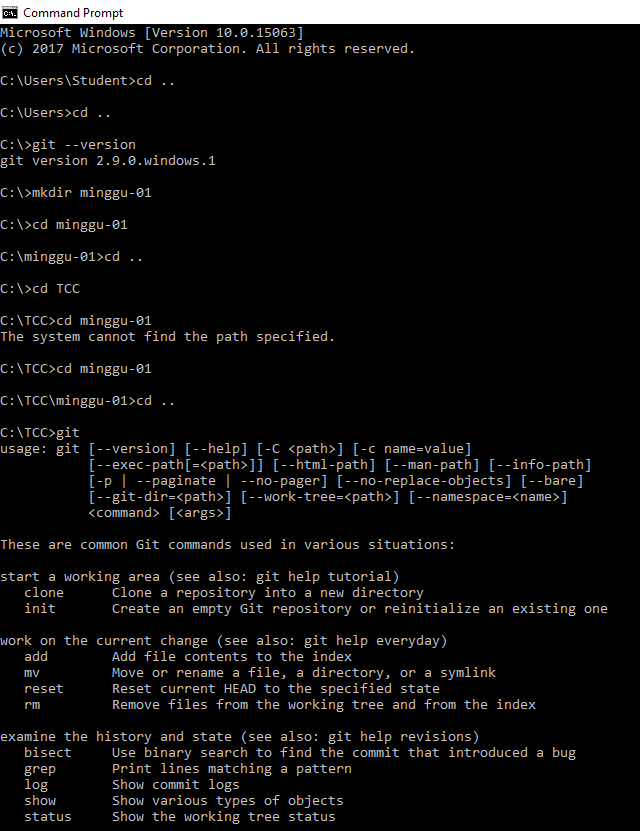 Command Prompt
Microsoft Windows [Version 10.0.15063]
(c) 2017 Microsoft Corporation. All rights reserved.
C:\Users\Student>cd ..
C:\Users>cd ..
C:\>git --version
git version 2.9.0.windows.1
C:\>mkdir minggu-01
C:\>cd minggu-01
C:\minggu-01>cd ..
C:\>cd TCC
C:\TCC>cd minggu-01
The system cannot find the path specified.
C:\TCC>cd minggu-01
C:\TCC\minggu-01>cd ..
C:\TCC>git
usage: git [--version] [--help] [-C <path>] [-c name=value]
           [--exec-path[=<path>]] [--html-path] [--man-path] [--info-path]
           [-p | --paginate | --no-pager] [--no-replace-objects] [--bare]
           [--git-dir=<path>] [--work-tree=<path>] [--namespace=<name>]
           <command> [<args>]
These are common Git commands used in various situations:
start a working area (see also: git help tutorial)
   clone      Clone a repository into a new directory
   init       Create an empty Git repository or reinitialize an existing one
work on the current change (see also: git help everyday)
   add        Add file contents to the index
   mv         Move or rename a file, a directory, or a symlink
   reset      Reset current HEAD to the specified state
   rm         Remove files from the working tree and from the index
examine the history and state (see also: git help revisions)
   bisect     Use binary search to find the commit that introduced a bug
   grep       Print lines matching a pattern
   log        Show commit logs
   show       Show various types of objects
   status     Show the working tree status